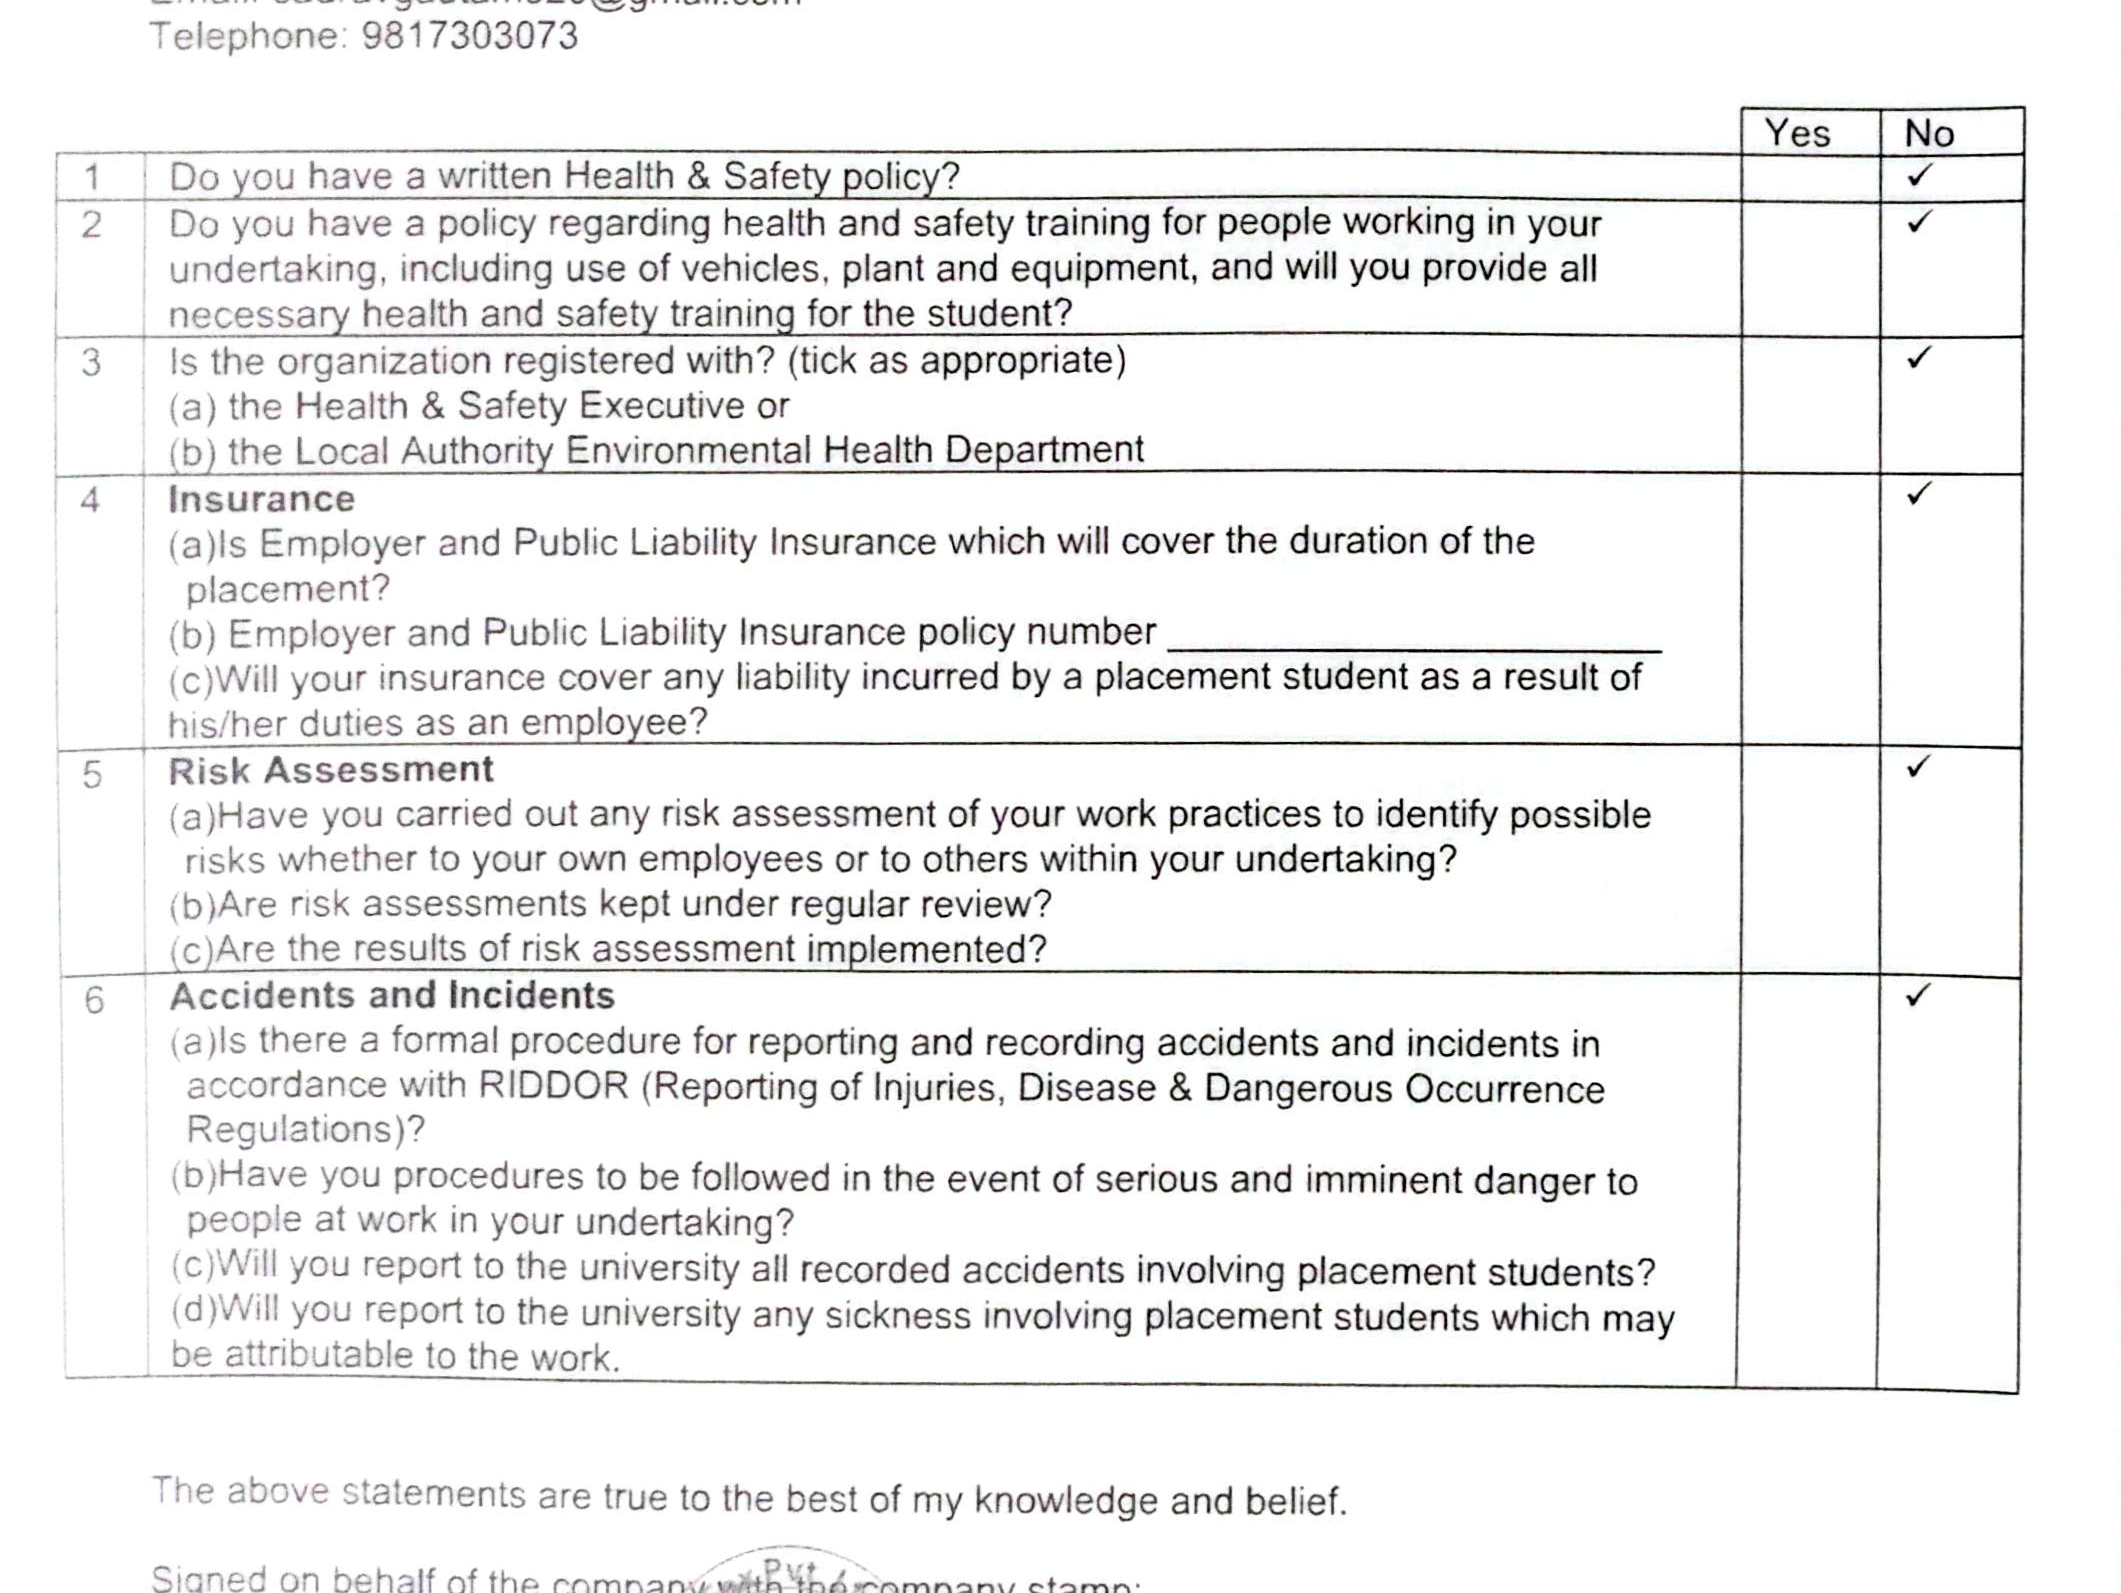 Telephone: 9817303073
Yes No
1 Do you have a written Health & Safety policy? ✓
2 Do you have a policy regarding health and safety training for people working in your ✓
undertaking, including use of vehicles, plant and equipment, and will you provide all
necessary health and safety training for the student?
3 Is the organization registered with? (tick as appropriate) ✓
(a) the Health & Safety Executive or
(b) the Local Authority Environmental Health Department
4 Insurance ✓
(a)Is Employer and Public Liability Insurance which will cover the duration of the
placement?
(b) Employer and Public Liability Insurance policy number ____________
(c)Will your insurance cover any liability incurred by a placement student as a result of
his/her duties as an employee?
5 Risk Assessment ✓
(a)Have you carried out any risk assessment of your work practices to identify possible
risks whether to your own employees or to others within your undertaking?
(b)Are risk assessments kept under regular review?
(c)Are the results of risk assessment implemented?
6 Accidents and Incidents ✓
(a)Is there a formal procedure for reporting and recording accidents and incidents in
accordance with RIDDOR (Reporting of Injuries, Disease & Dangerous Occurrence
Regulations)?
(b)Have you procedures to be followed in the event of serious and imminent danger to
people at work in your undertaking?
(c)Will you report to the university all recorded accidents involving placement students?
(d)Will you report to the university any sickness involving placement students which may
be attributable to the work.
The above statements are true to the best of my knowledge and belief.
Pvt
Signed on behalf of the company with the company stamp: